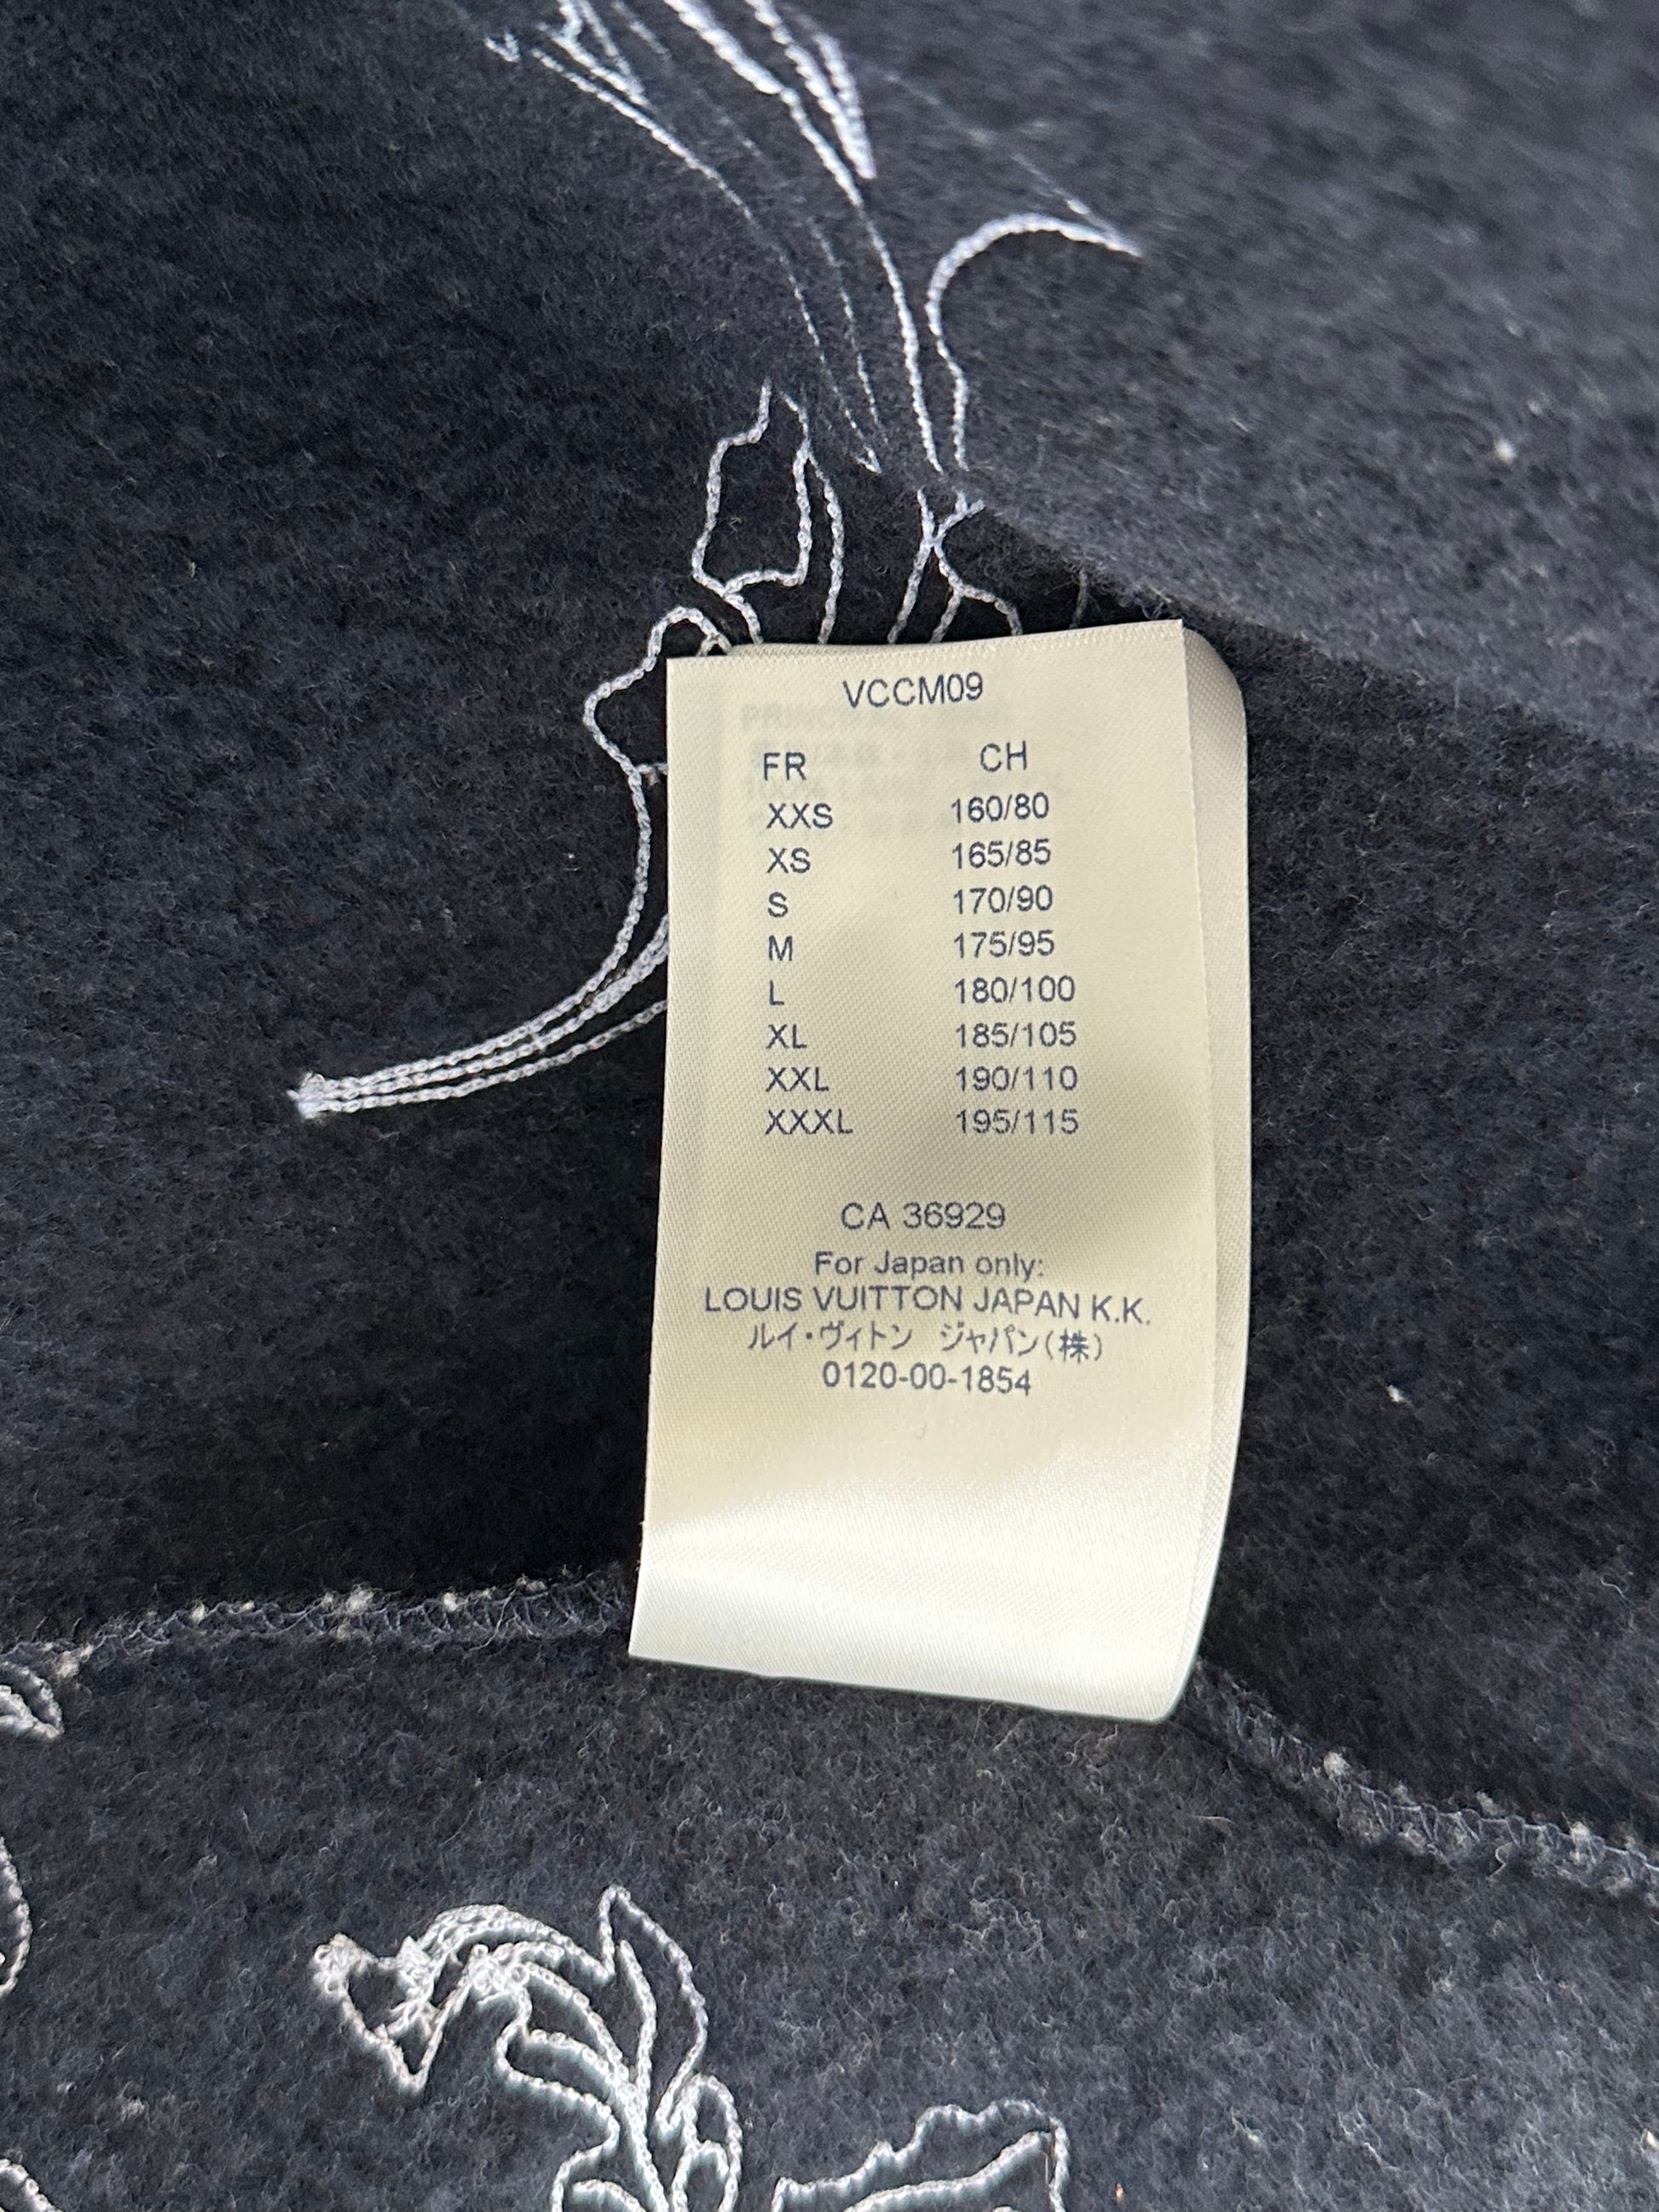 VCCM09
FR CH
XXS 160/80
XS 165/85
S 170/90
M 175/95
L 180/100
XL 185/105
XXL 190/110
XXXL 195/115
CA 36929
For Japan only:
LOUIS VUITTON JAPAN K.K.
ルイ・ヴィトン ジャパン(株)
0120-00-1854